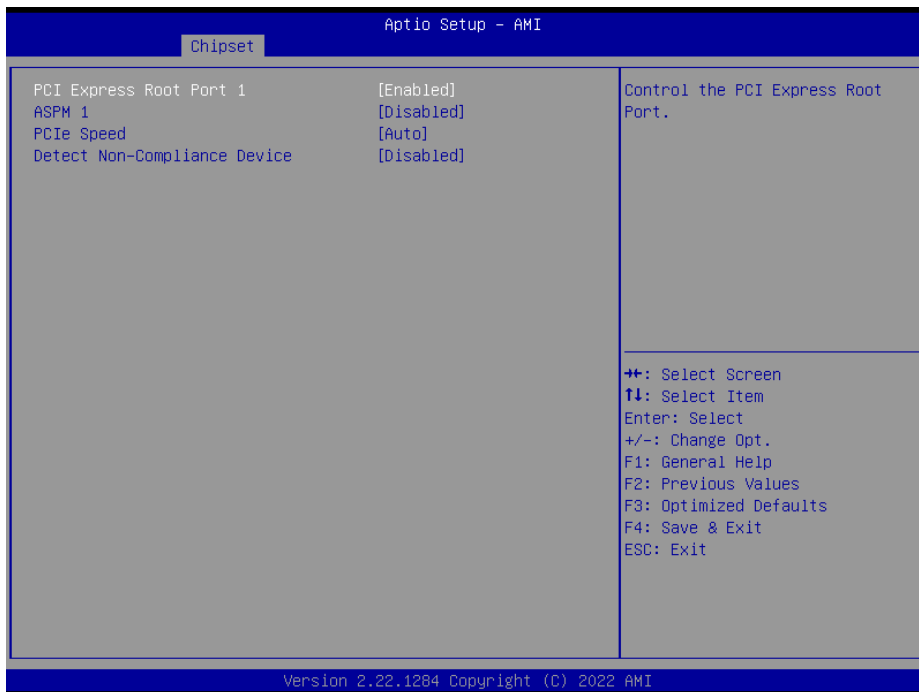 Aptio Setup – AMI
Chipset
PCI Express Root Port 1 [Enabled]
ASPM 1 [Disabled]
PCIe Speed [Auto]
Detect Non-Compliance Device [Disabled]
Control the PCI Express Root
Port.
→←: Select Screen
↑↓: Select Item
Enter: Select
+/-: Change Opt.
F1: General Help
F2: Previous Values
F3: Optimized Defaults
F4: Save & Exit
ESC: Exit
Version 2.22.1284 Copyright (C) 2022 AMI